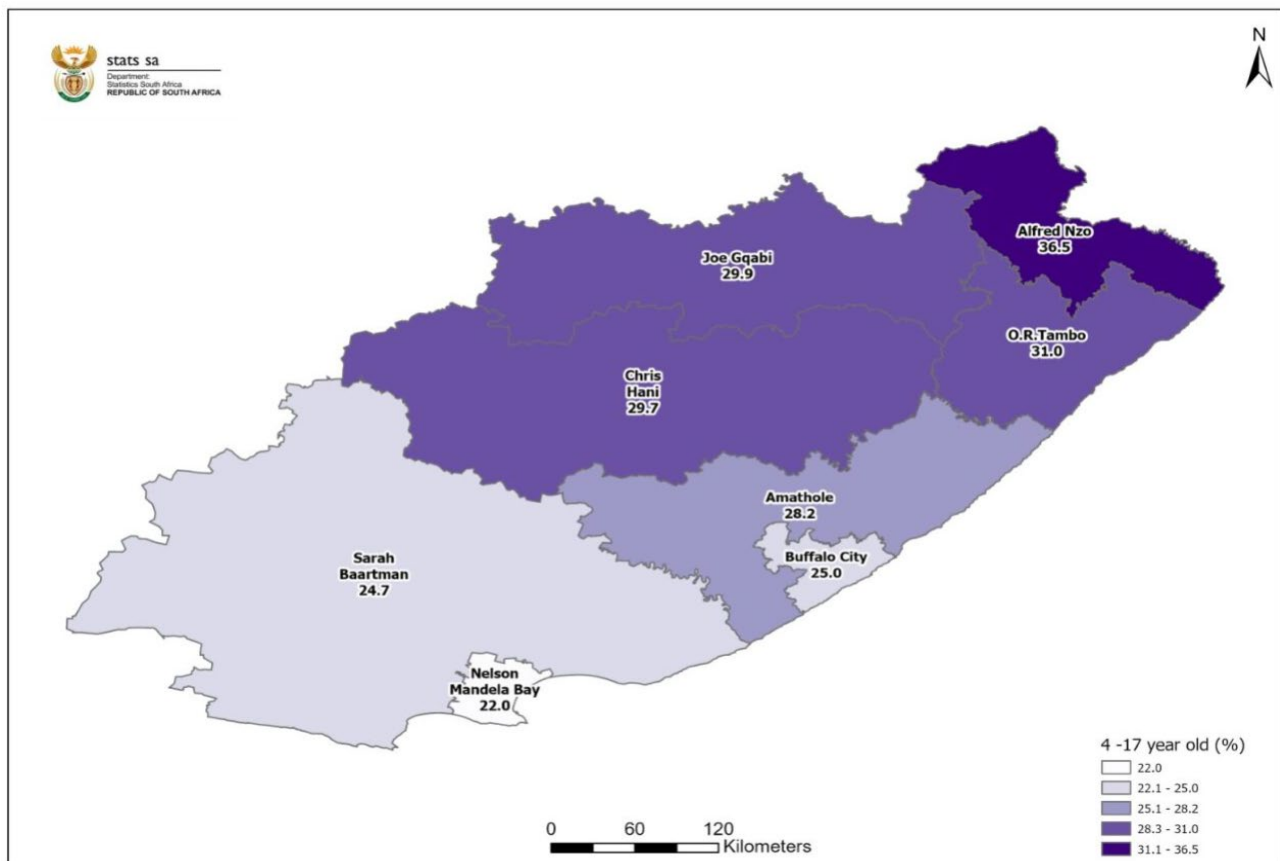 stats sa
Department:
Statistics South Africa
REPUBLIC OF SOUTH AFRICA
N
Alfred Nzo
36.5
Joe Gqabi
29.9
O.R.Tambo
31.0
Chris
Hani
29.7
Amathole
28.2
Buffalo City
25.0
Sarah
Baartman
24.7
Nelson
Mandela Bay
22.0
4 -17 year old (%)
22.0
22.1 - 25.0
25.1 - 28.2
28.3 - 31.0
31.1 - 36.5
0 60 120
Kilometers